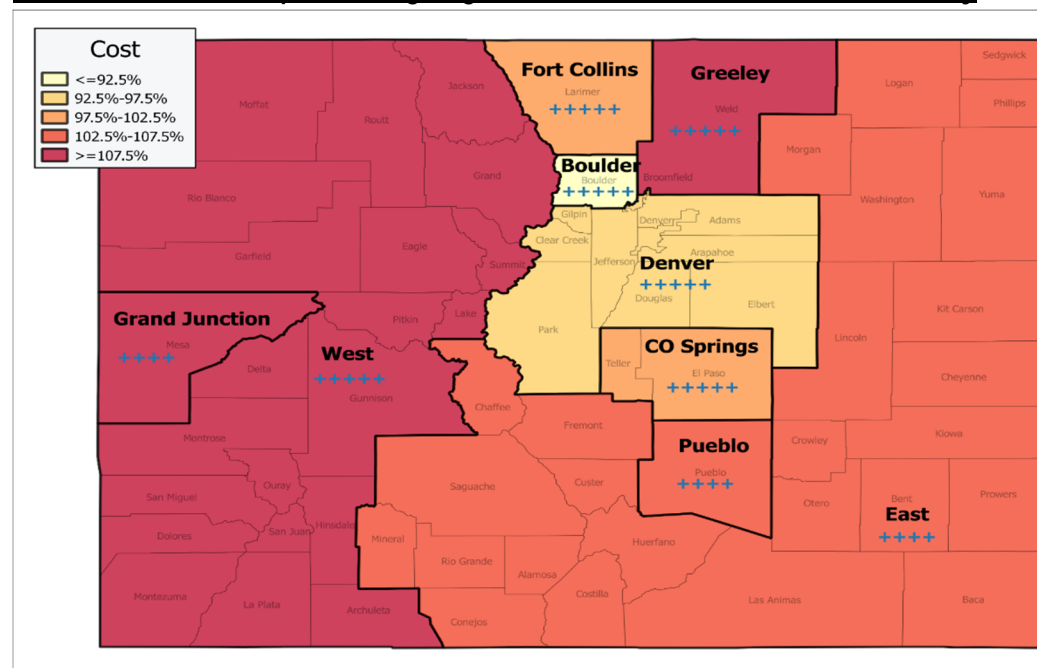 Cost
<=92.5%
92.5%-97.5%
97.5%-102.5%
102.5%-107.5%
>=107.5%
Fort Collins
Larimer
+++++
Greeley
Weld
+++++
Sedgwick
Logan
Phillips
Jackson
Moffat
Routt
Morgan
Boulder
Boulder
+++++
Broomfield
Grand
Rio Blanco
Washington
Yuma
Gilpin
Denver
Adams
Clear Creek
Eagle
Garfield
Arapahoe
Jefferson
Denver
+++++
Summit
Douglas
Elbert
Kit Carson
Grand Junction
Mesa
++++
Pitkin
Lake
Park
Lincoln
West
+++++
Gunnison
CO Springs
Teller
El Paso
+++++
Delta
Cheyenne
Chaffee
Fremont
Montrose
Pueblo
Pueblo
++++
Crowley
Kiowa
Ouray
San Miguel
Saguache
Custer
Otero
Bent
Prowers
East
++++
Hinsdale
San Juan
Dolores
Mineral
Huerfano
Rio Grande
Alamosa
Montezuma
La Plata
Archuleta
Costilla
Conejos
Las Animas
Baca